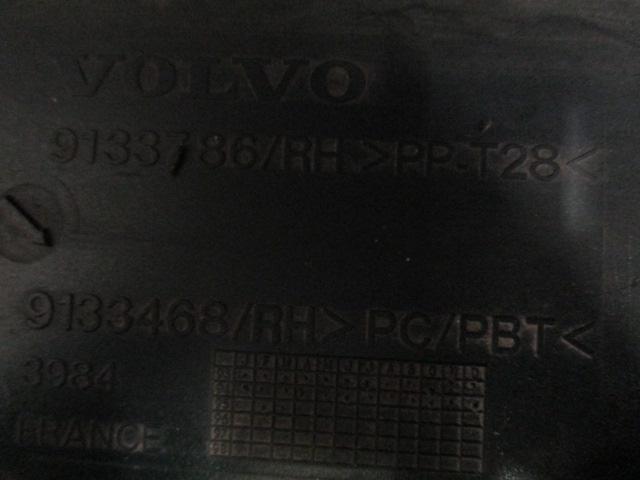 VOLVO
9133786/RH >PP-T28<
9133468/RH> PC/PBT<
3984
FRANCE
J F M A M J J A S O N D